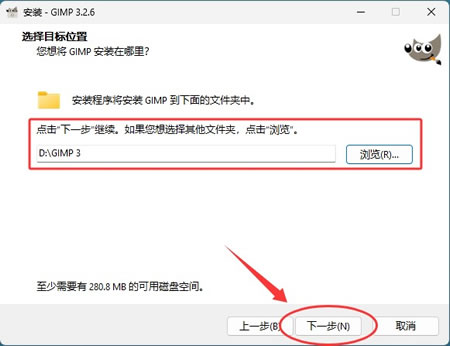 安装 - GIMP 3.2.6
选择目标位置
您想将 GIMP 安装在哪里?
安装程序将安装 GIMP 到下面的文件夹中。
点击“下一步”继续。如果您想选择其他文件夹，点击“浏览”。
D:\GIMP 3
浏览(R)...
至少需要有 280.8 MB 的可用磁盘空间。
上一步(B)
下一步(N)
取消